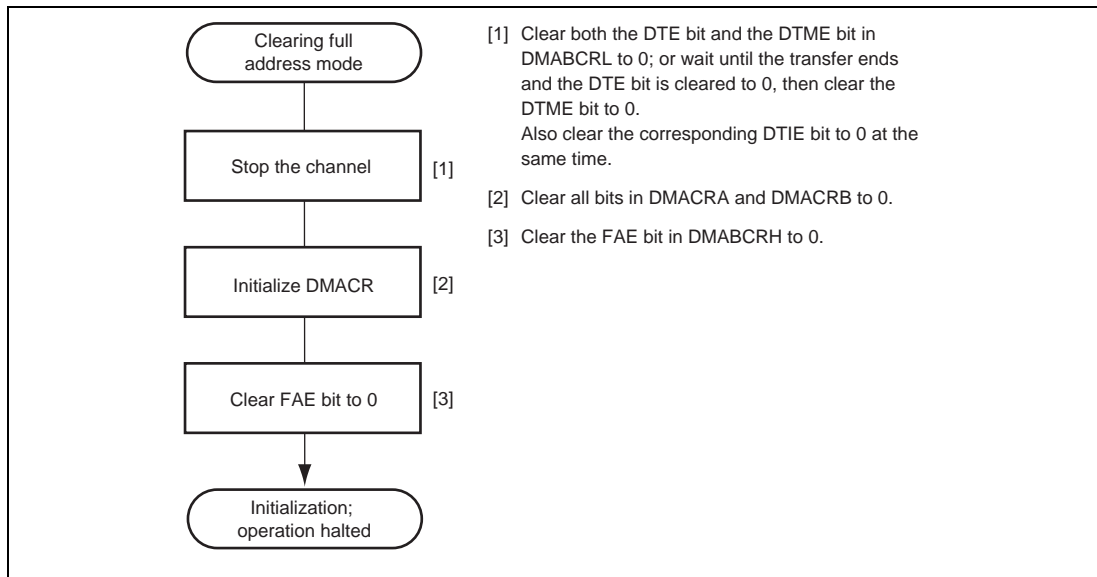 Clearing full
address mode
Stop the channel
[1]
Initialize DMACR
[2]
Clear FAE bit to 0
[3]
Initialization;
operation halted
[1] Clear both the DTE bit and the DTME bit in
DMABCRL to 0; or wait until the transfer ends
and the DTE bit is cleared to 0, then clear the
DTME bit to 0.
Also clear the corresponding DTIE bit to 0 at the
same time.
[2] Clear all bits in DMACRA and DMACRB to 0.
[3] Clear the FAE bit in DMABCRH to 0.